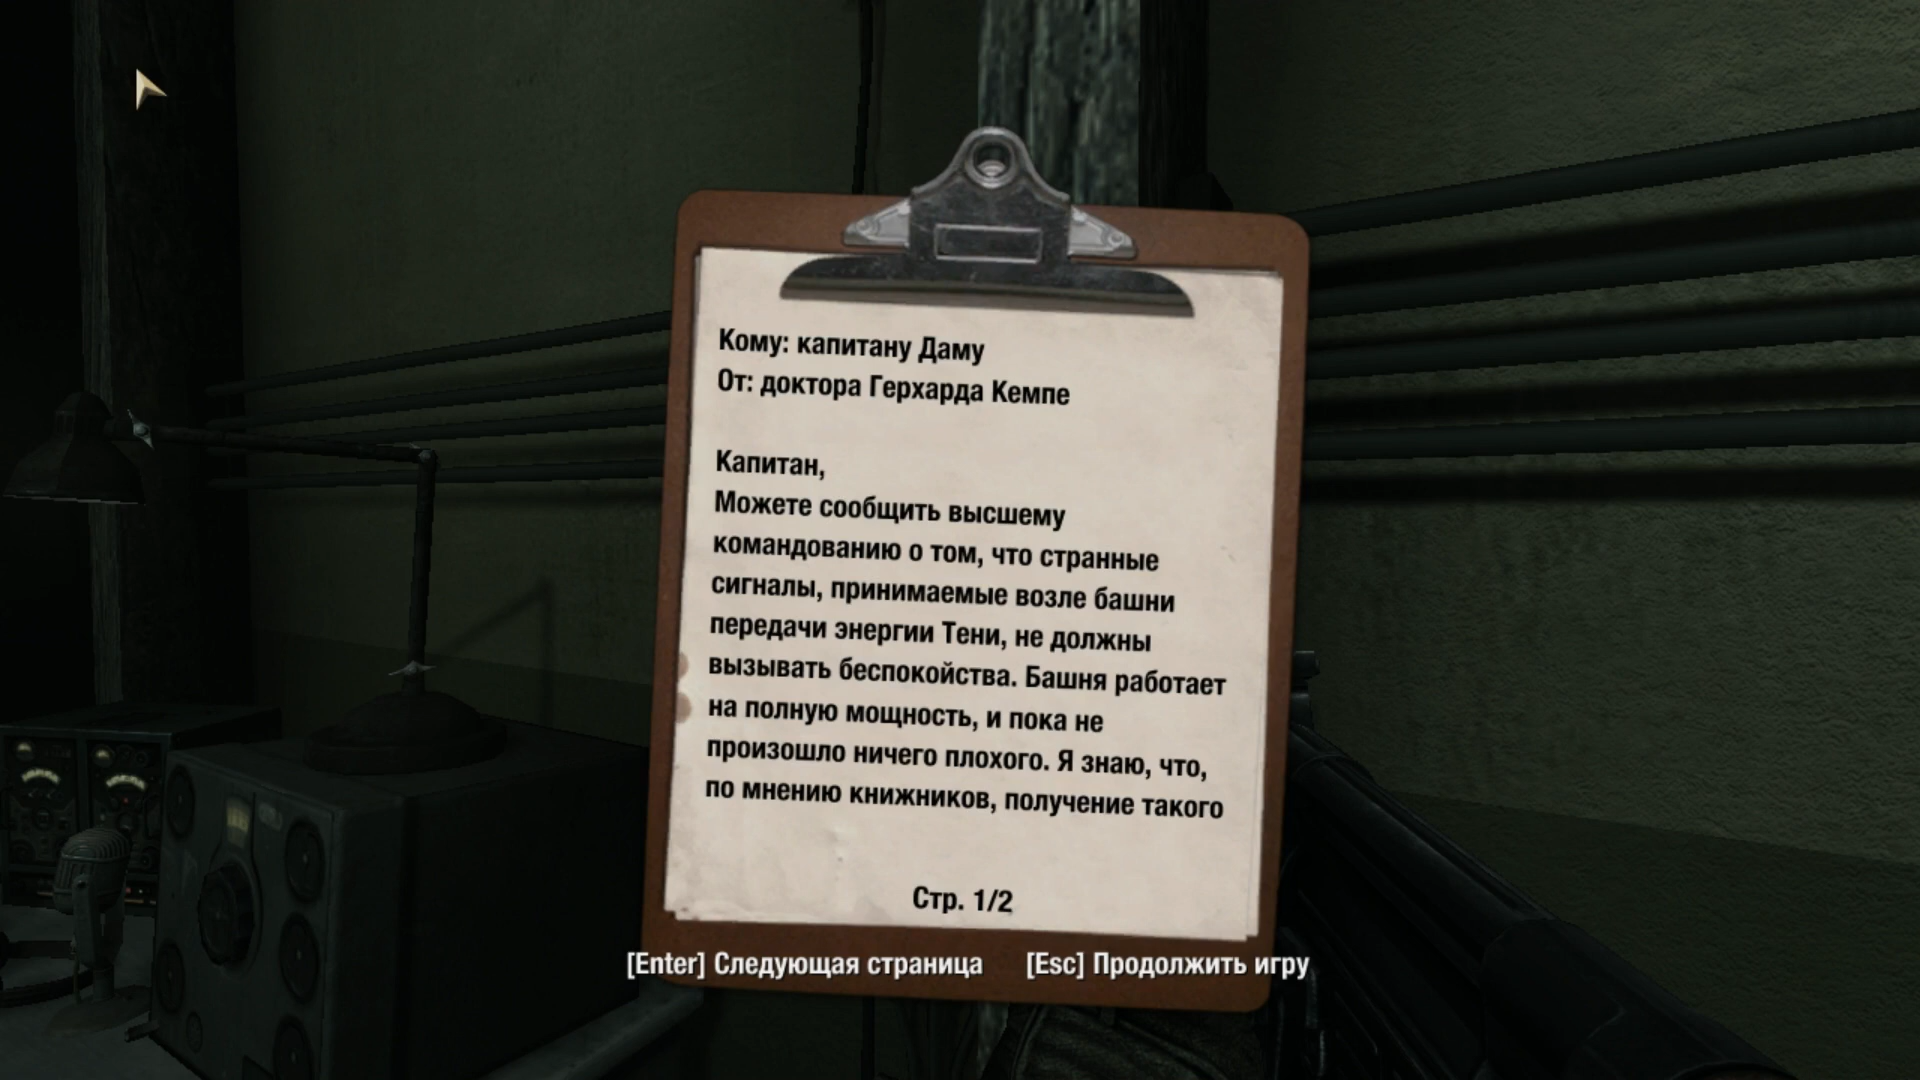 Кому: капитану Даму
От: доктора Герхарда Кемпе
Капитан,
Можете сообщить высшему
командованию о том, что странные
сигналы, принимаемые возле башни
передачи энергии Тени, не должны
вызывать беспокойства. Башня работает
на полную мощность, и пока не
произошло ничего плохого. Я знаю, что,
по мнению книжников, получение такого
Стр. 1/2
[Enter] Следующая страница [Esc] Продолжить игру